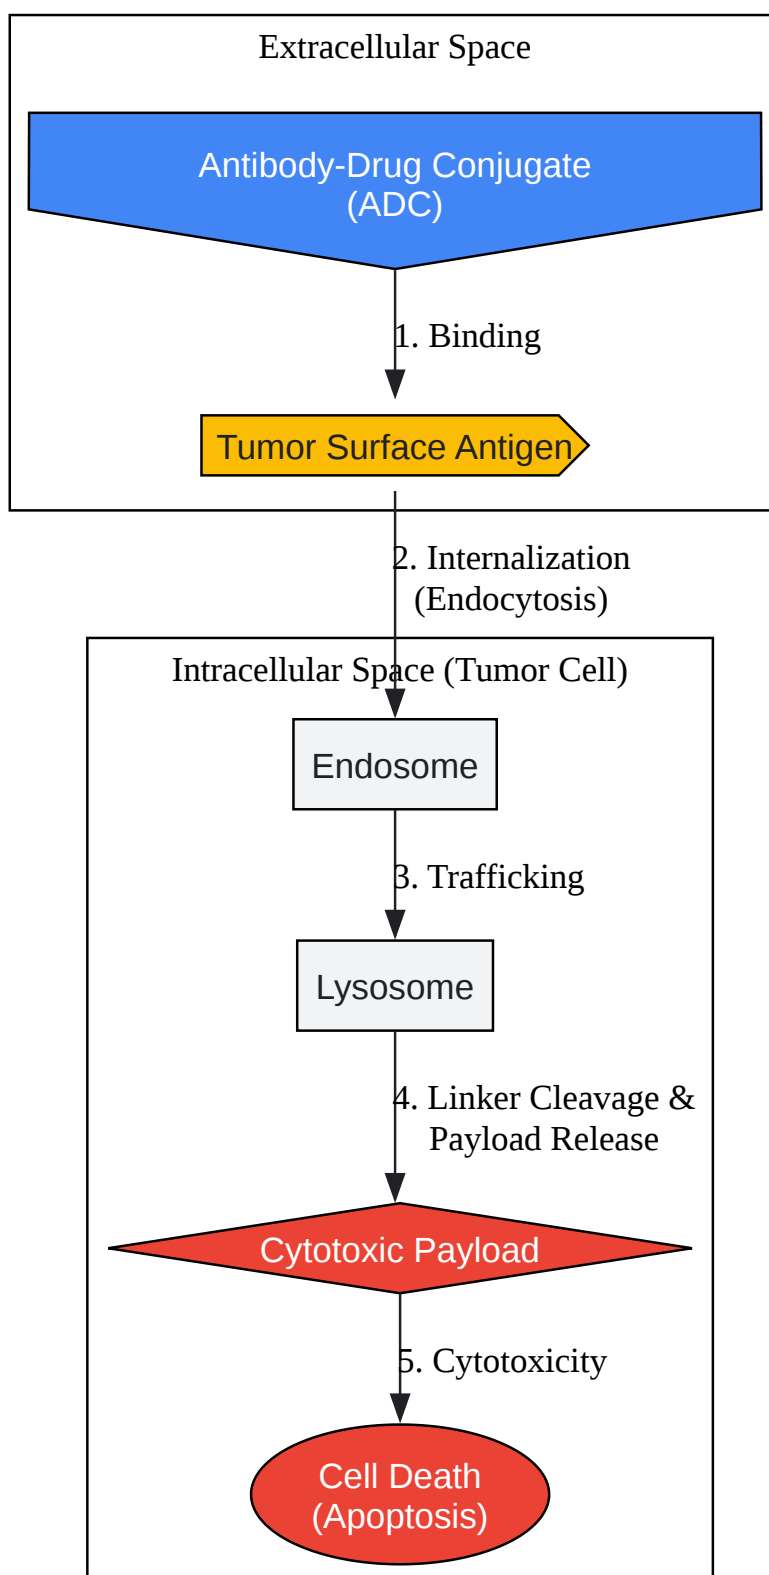 Extracellular Space
Antibody-Drug Conjugate
(ADC)
1. Binding
Tumor Surface Antigen
2. Internalization
(Endocytosis)
Intracellular Space (Tumor Cell)
Endosome
3. Trafficking
Lysosome
4. Linker Cleavage &
Payload Release
Cytotoxic Payload
5. Cytotoxicity
Cell Death
(Apoptosis)